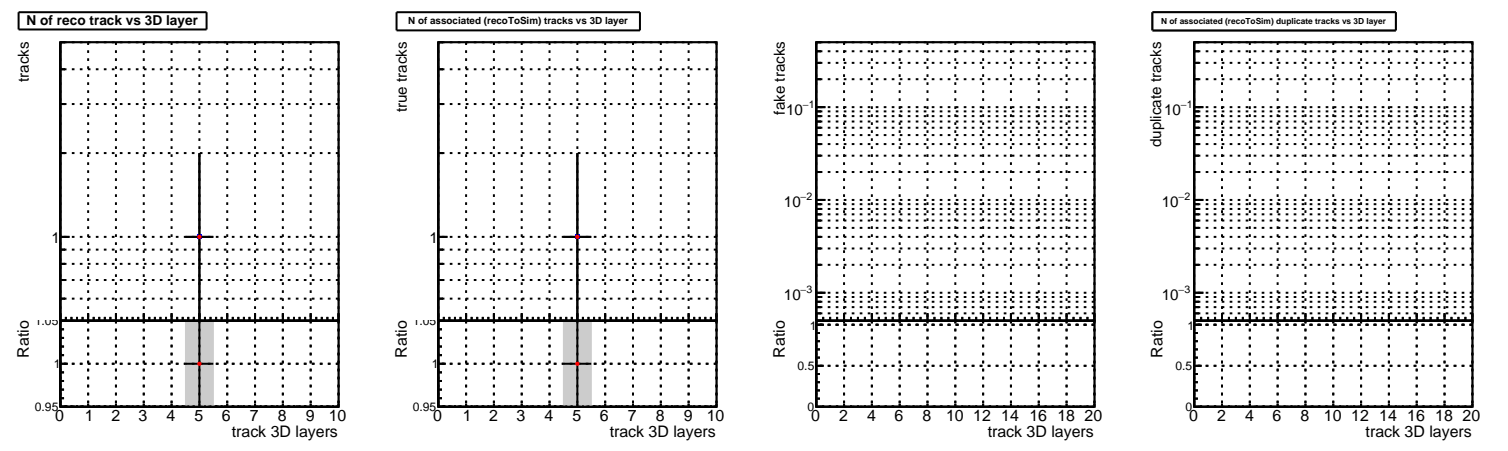 N of reco track vs 3D layer
tracks
1
Ratio
1.05
1
0.95
0 1 2 3 4 5 6 7 8 9 10
track 3D layers
N of associated (recoToSim) tracks vs 3D layer
true tracks
1
Ratio
1.05
1
0.95
0 1 2 3 4 5 6 7 8 9 10
track 3D layers
fake tracks
10⁻¹
10⁻²
10⁻³
Ratio
1
0.5
0
0 2 4 6 8 10 12 14 16 18 20
track 3D layers
N of associated (recoToSim) duplicate tracks vs 3D layer
duplicate tracks
10⁻¹
10⁻²
10⁻³
Ratio
1
0.5
0
0 2 4 6 8 10 12 14 16 18 20
track 3D layers